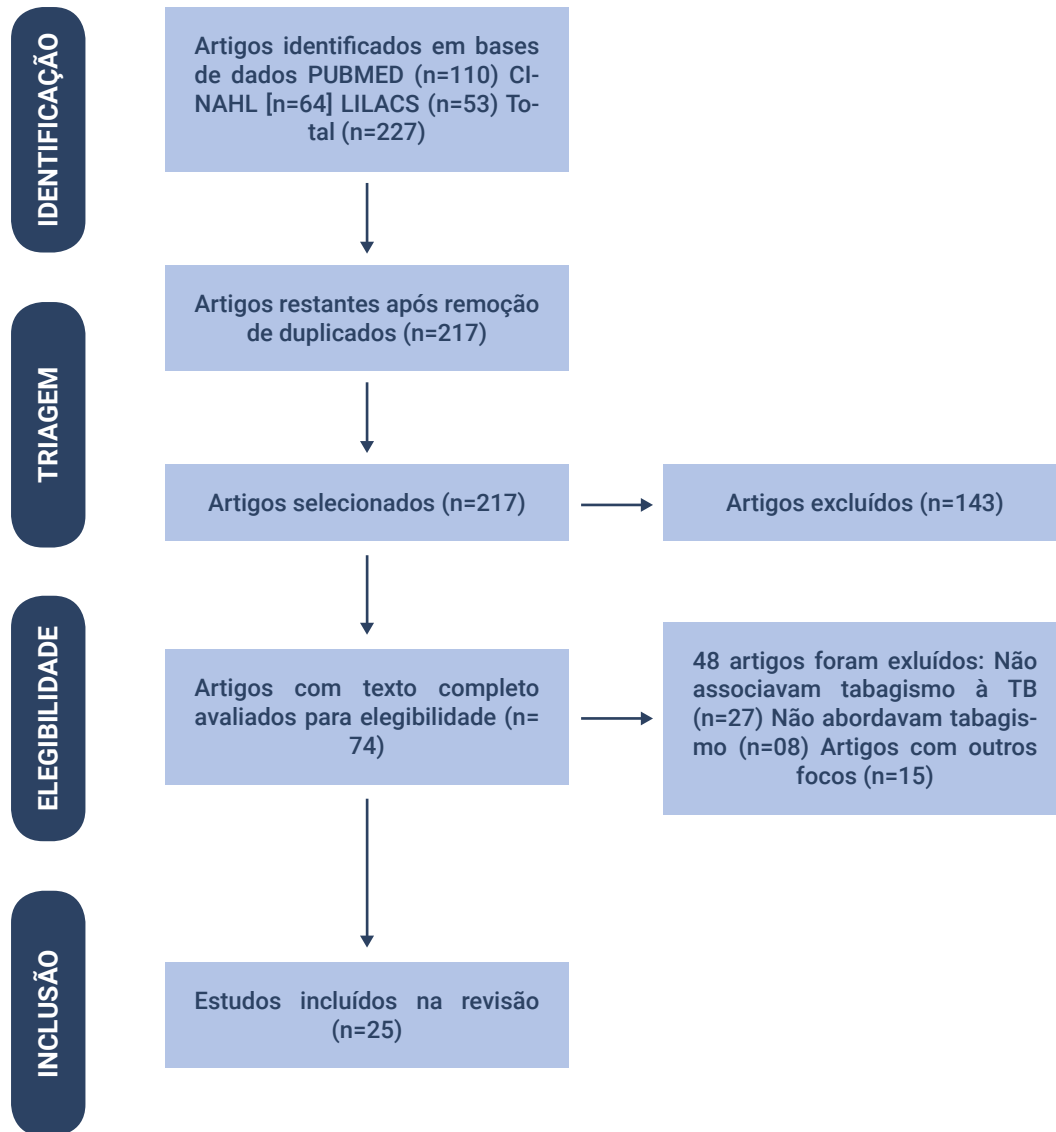 IDENTIFICAÇÃO
Artigos identificados em bases
de dados PUBMED (n=110) CI-
NAHL [n=64] LILACS (n=53) To-
tal (n=227)
TRIAGEM
Artigos restantes após remoção
de duplicados (n=217)
Artigos selecionados (n=217)
Artigos excluídos (n=143)
ELEGIBILIDADE
Artigos com texto completo
avaliados para elegibilidade (n=
74)
48 artigos foram exluídos: Não
associavam tabagismo à TB
(n=27) Não abordavam tabagis-
mo (n=08) Artigos com outros
focos (n=15)
INCLUSÃO
Estudos incluídos na revisão
(n=25)